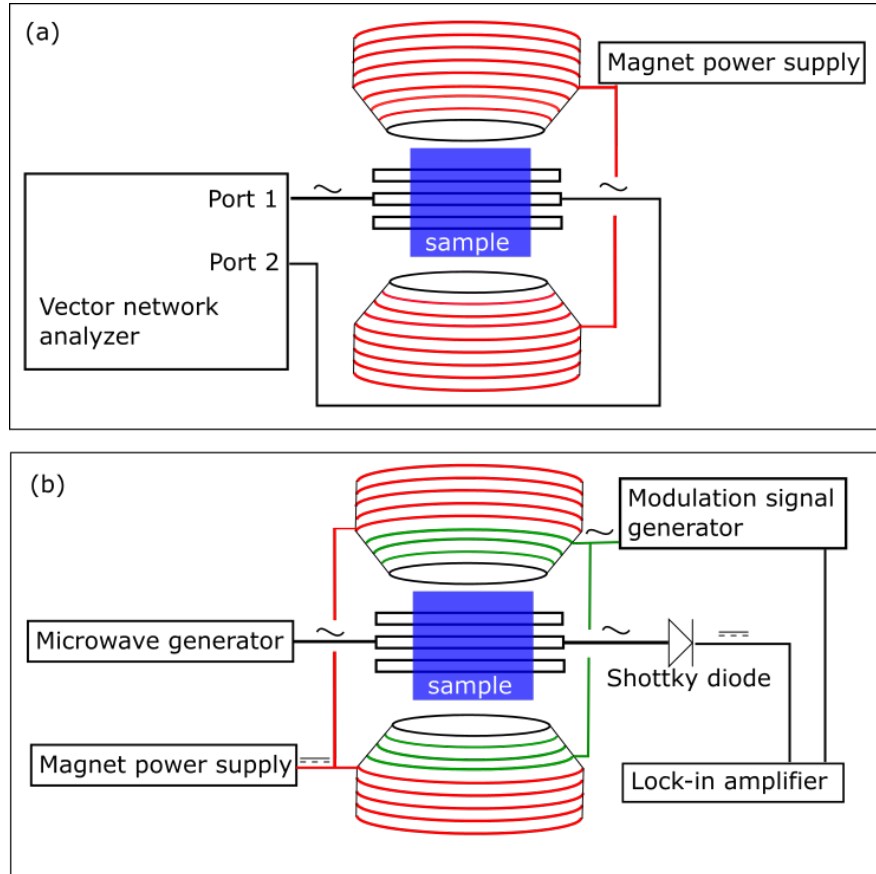 (a)
Magnet power supply
Port 1
sample
Port 2
Vector network
analyzer
(b)
Modulation signal
generator
Microwave generator
sample
Shottky diode
Magnet power supply
Lock-in amplifier